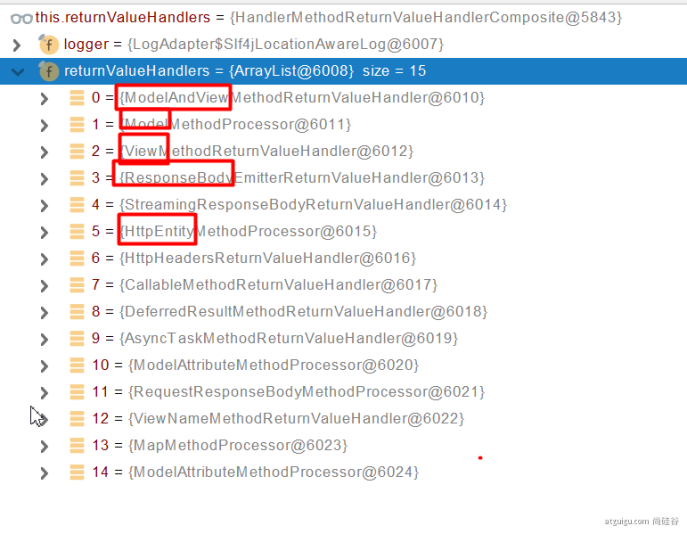 this.returnValueHandlers = {HandlerMethodReturnValueHandlerComposite@5843}
logger = {LogAdapter$Slf4jLocationAwareLog@6007}
returnValueHandlers = {ArrayList@6008} size = 15
0 = {ModelAndViewMethodReturnValueHandler@6010}
1 = {ModelMethodProcessor@6011}
2 = {ViewMethodReturnValueHandler@6012}
3 = {ResponseBodyEmitterReturnValueHandler@6013}
4 = {StreamingResponseBodyReturnValueHandler@6014}
5 = {HttpEntityMethodProcessor@6015}
6 = {HttpHeadersReturnValueHandler@6016}
7 = {CallableMethodReturnValueHandler@6017}
8 = {DeferredResultMethodReturnValueHandler@6018}
9 = {AsyncTaskMethodReturnValueHandler@6019}
10 = {ModelAttributeMethodProcessor@6020}
11 = {RequestResponseBodyMethodProcessor@6021}
12 = {ViewNameMethodReturnValueHandler@6022}
13 = {MapMethodProcessor@6023}
14 = {ModelAttributeMethodProcessor@6024}
atguigu.com 尚硅谷